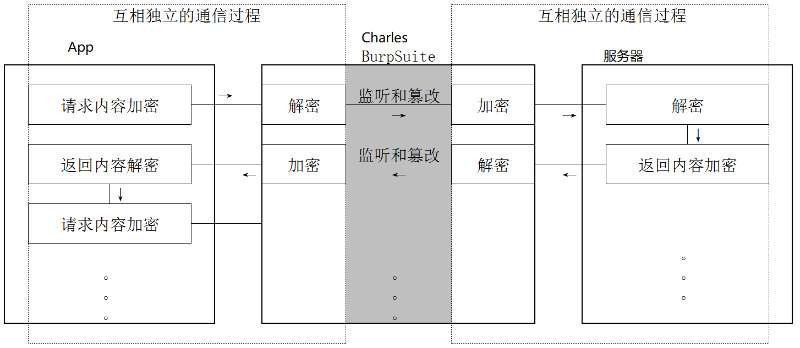 互相独立的通信过程
互相独立的通信过程
App
Charles
BurpSuite
服务器
请求内容加密
解密
监听和篡改
加密
解密
返回内容解密
加密
监听和篡改
解密
返回内容加密
请求内容加密